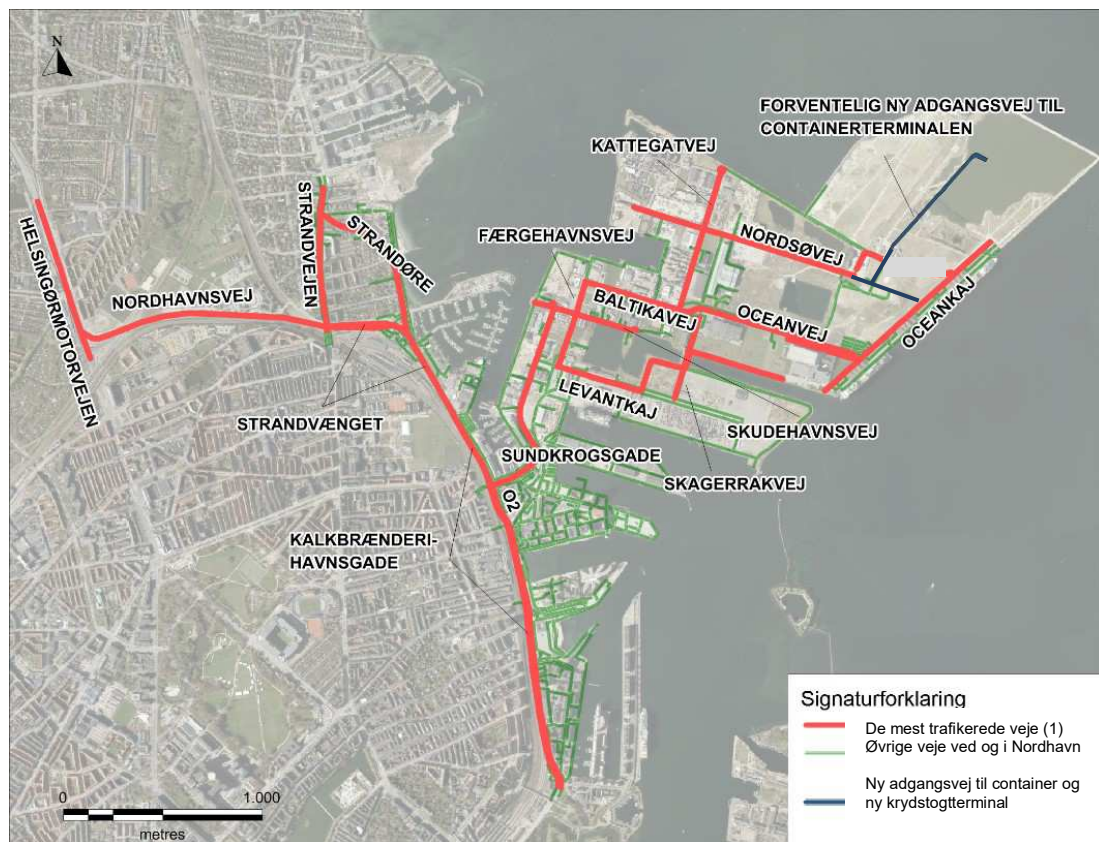 N
FORVENTELIG NY ADGANGSVEJ TIL
CONTAINERTERMINALEN
KATTEGATVEJ
STRANDVEJEN
STRANDØRE
FÆRGEHAVNSVEJ
NORDSØVEJ
HELSINGØRMOTORVEJEN
NORDHAVNSVEJ
BALTIKAVEJ
OCEANVEJ
OCEANKAJ
LEVANTKAJ
STRANDVÆNGET
SKUDEHAVNSVEJ
SUNDKROGSGADE
SKAGERRAKVEJ
O2
KALKBRÆNDERI-
HAVNSGADE
Signaturforklaring
De mest trafikerede veje (1)
Øvrige veje ved og i Nordhavn
Ny adgangsvej til container og
ny krydstogtterminal
0 1.000
metres